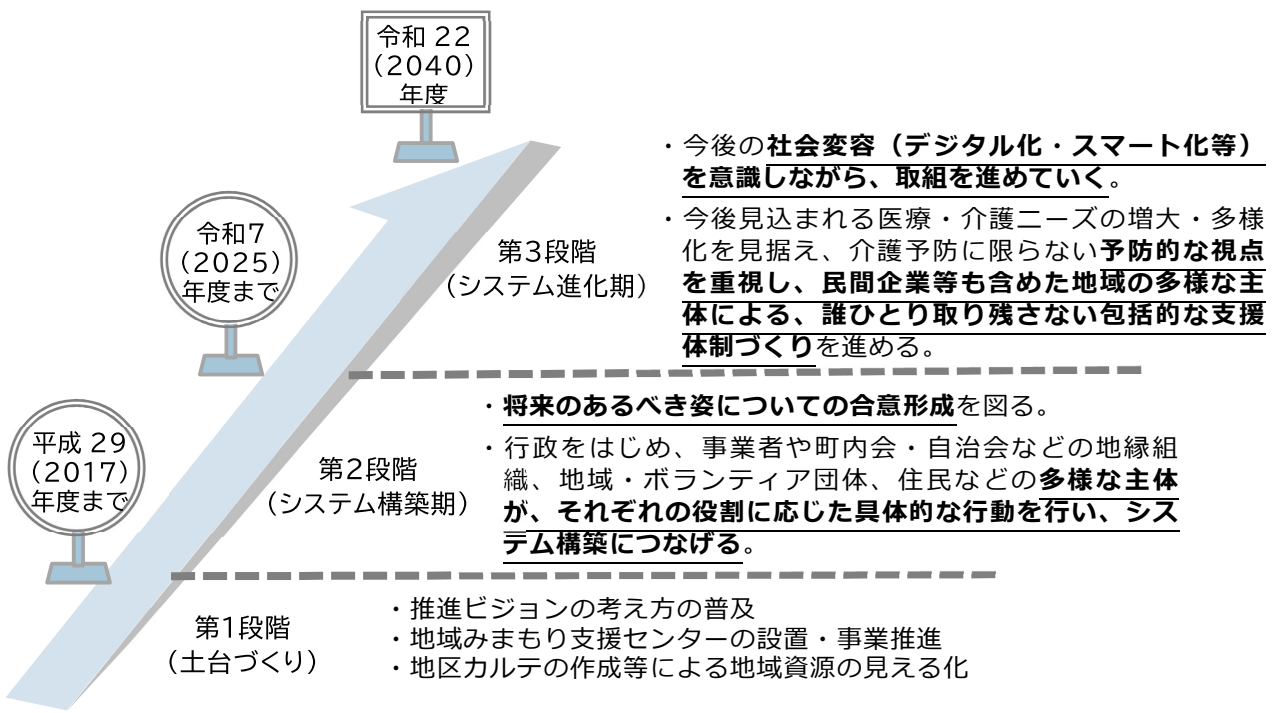 令和 22
（2040）
年度
・今後の社会変容（デジタル化・スマート化等）
を意識しながら、取組を進めていく。
・今後見込まれる医療・介護ニーズの増大・多様
化を見据え、介護予防に限らない予防的な視点
を重視し、民間企業等も含めた地域の多様な主
体による、誰ひとり取り残さない包括的な支援
体制づくりを進める。
令和7
（2025）
年度まで
第3段階
（システム進化期）
・将来のあるべき姿についての合意形成を図る。
・行政をはじめ、事業者や町内会・自治会などの地縁組
織、地域・ボランティア団体、住民などの多様な主体
が、それぞれの役割に応じた具体的な行動を行い、シス
テム構築につなげる。
平成 29
（2017）
年度まで
第2段階
（システム構築期）
第1段階
（土台づくり）
・推進ビジョンの考え方の普及
・地域みまもり支援センターの設置・事業推進
・地区カルテの作成等による地域資源の見える化